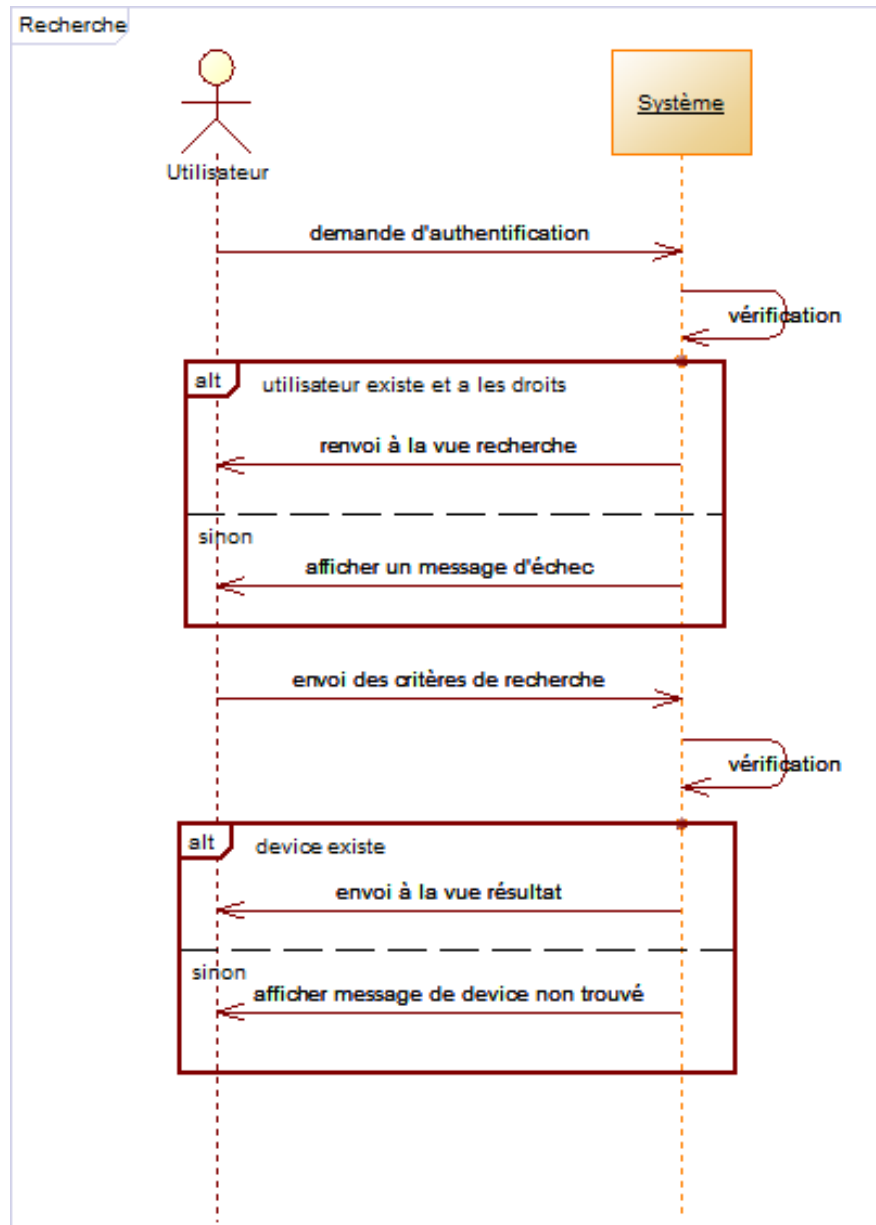 Recherche
Système
Utilisateur
demande d'authentification
vérification
alt
utilisateur existe et a les droits
renvoi à la vue recherche
sinon
afficher un message d'échec
envoi des critères de recherche
vérification
alt
device existe
envoi à la vue résultat
sinon
afficher message de device non trouvé